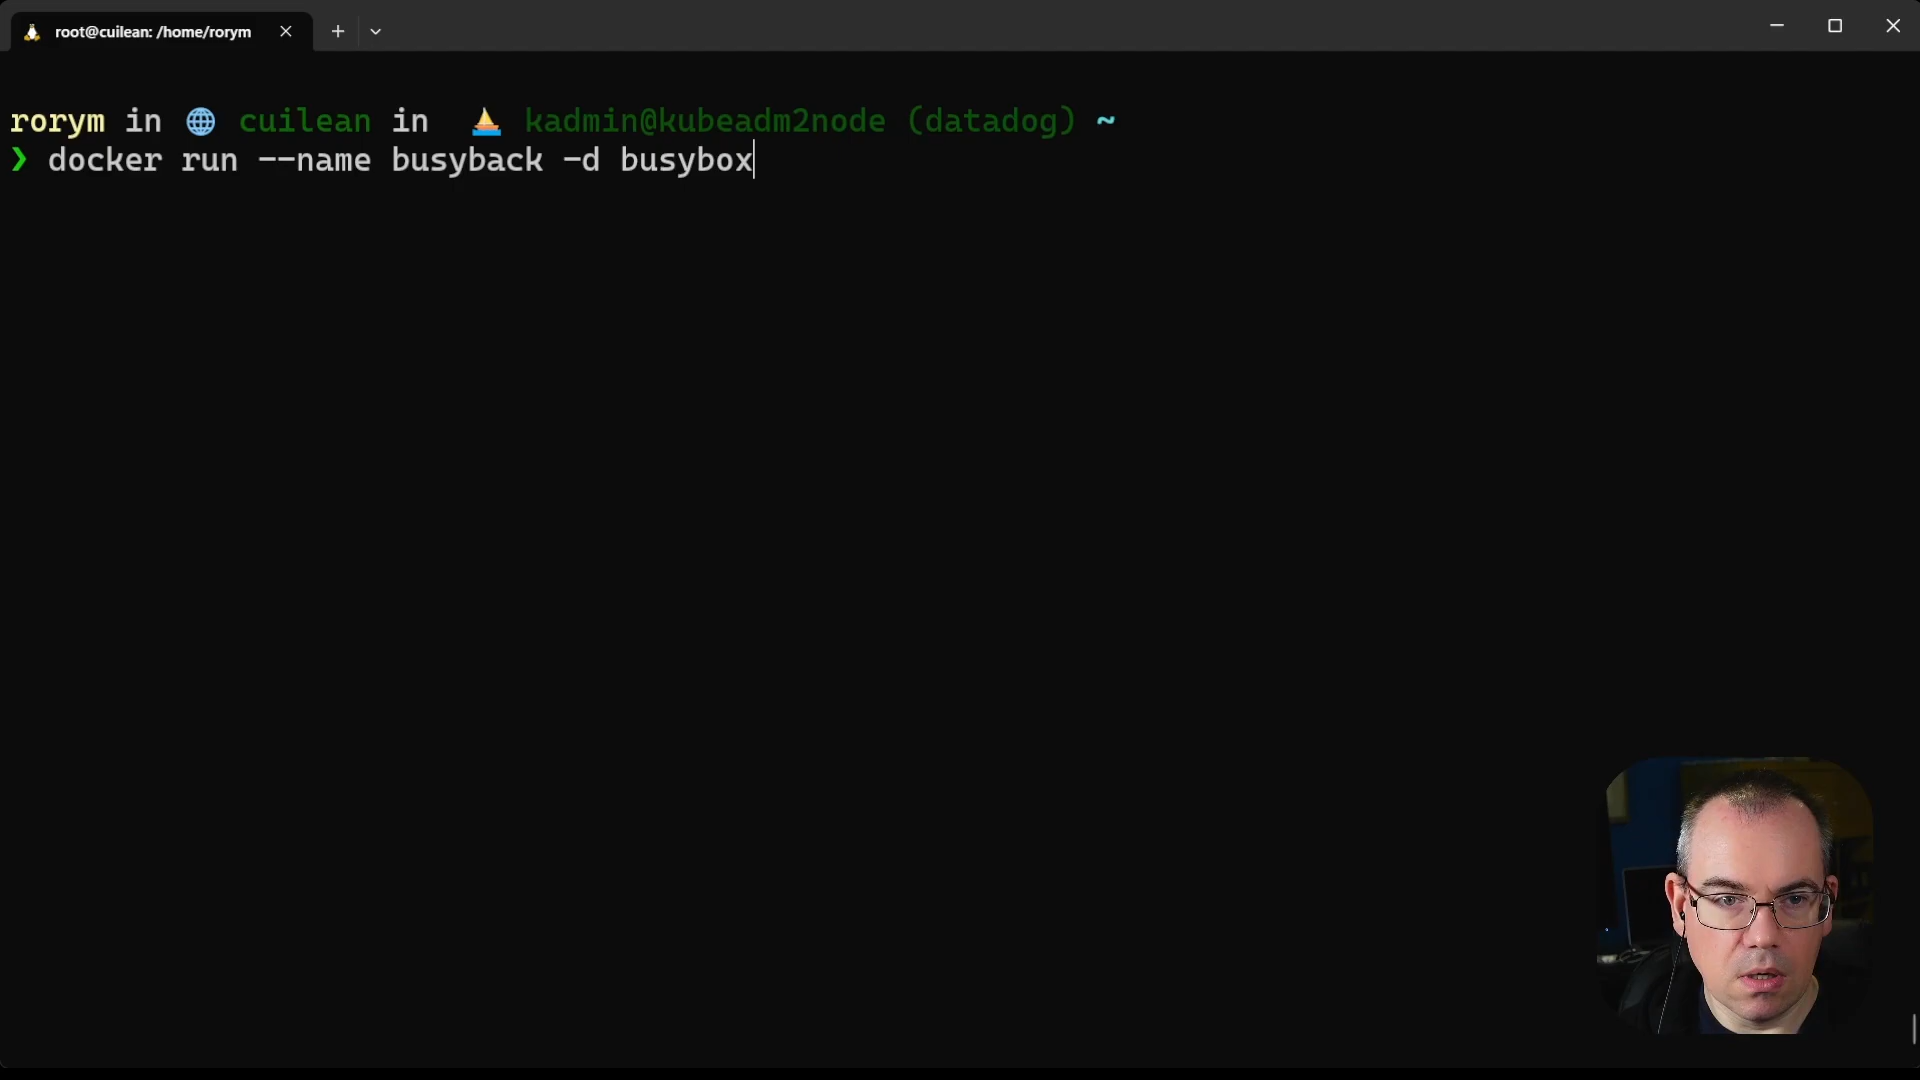 root@cuilean: /home/rorym
rorym in 🌐 cuilean in ⛵ kadmin@kubeadm2node (datadog) ~
❯ docker run --name busyback -d busybox